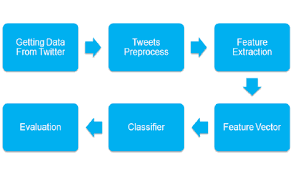 Getting Data
From Twitter
Tweets
Preprocess
Feature
Extraction
Feature Vector
Classifier
Evaluation